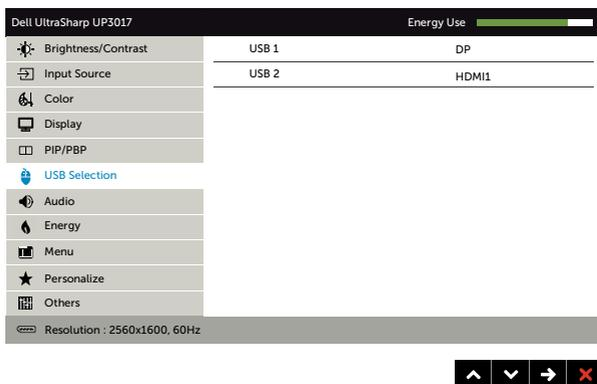 Dell UltraSharp UP3017 Energy Use
Brightness/Contrast USB 1 DP
Input Source USB 2 HDMI1
Color
Display
PIP/PBP
USB Selection
Audio
Energy
Menu
Personalize
Others
Resolution : 2560x1600, 60Hz